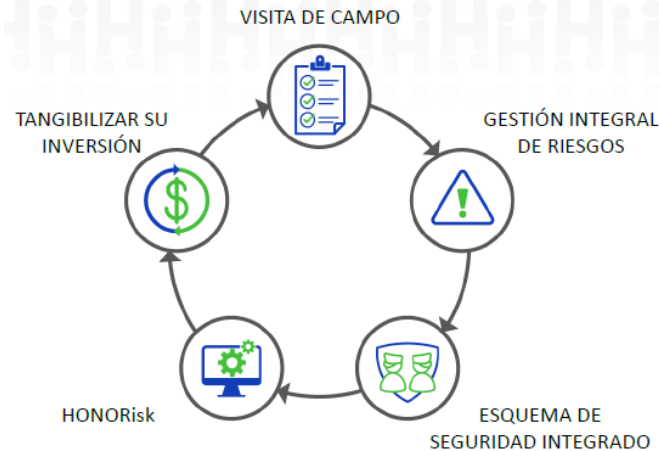 VISITA DE CAMPO
TANGIBILIZAR SU
INVERSIÓN
GESTIÓN INTEGRAL
DE RIESGOS
HONORisk
ESQUEMA DE
SEGURIDAD INTEGRADO